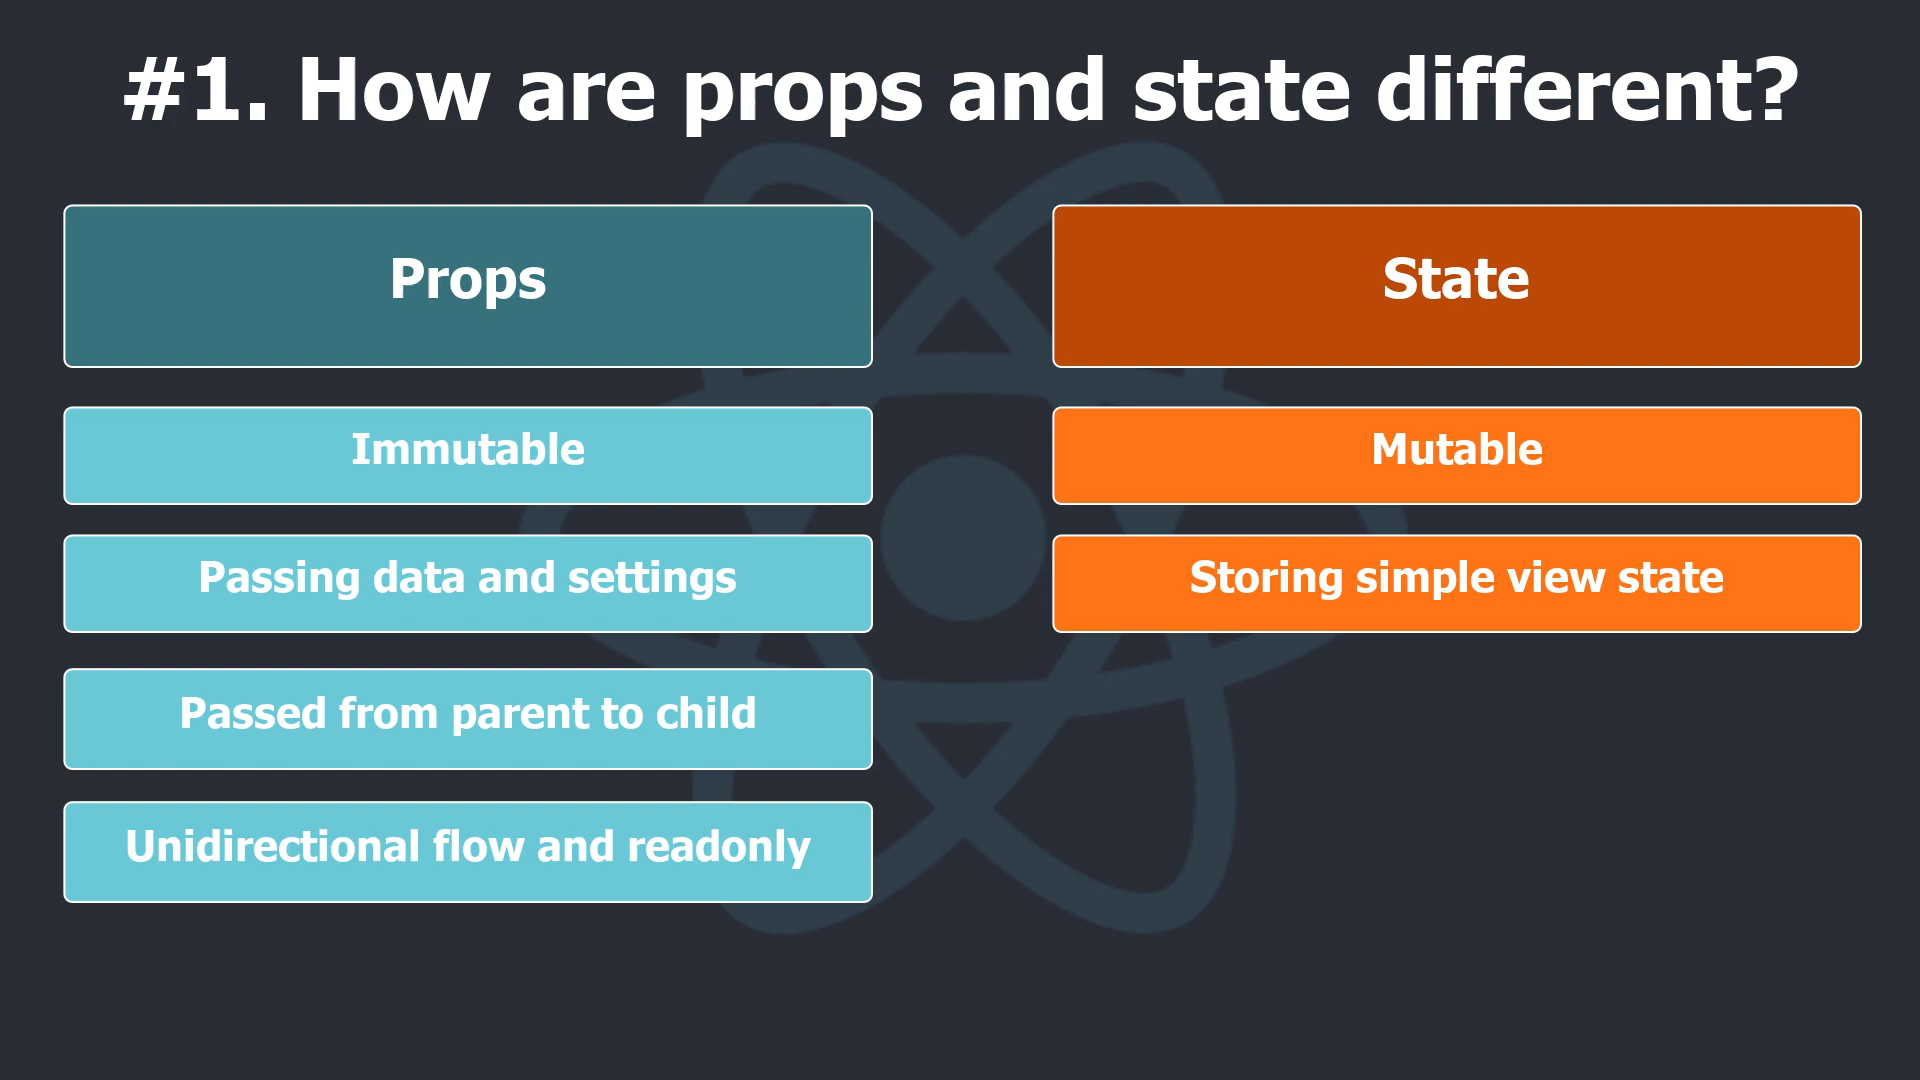 #1. How are props and state different?
Props
Immutable
Passing data and settings
Passed from parent to child
Unidirectional flow and readonly
State
Mutable
Storing simple view state